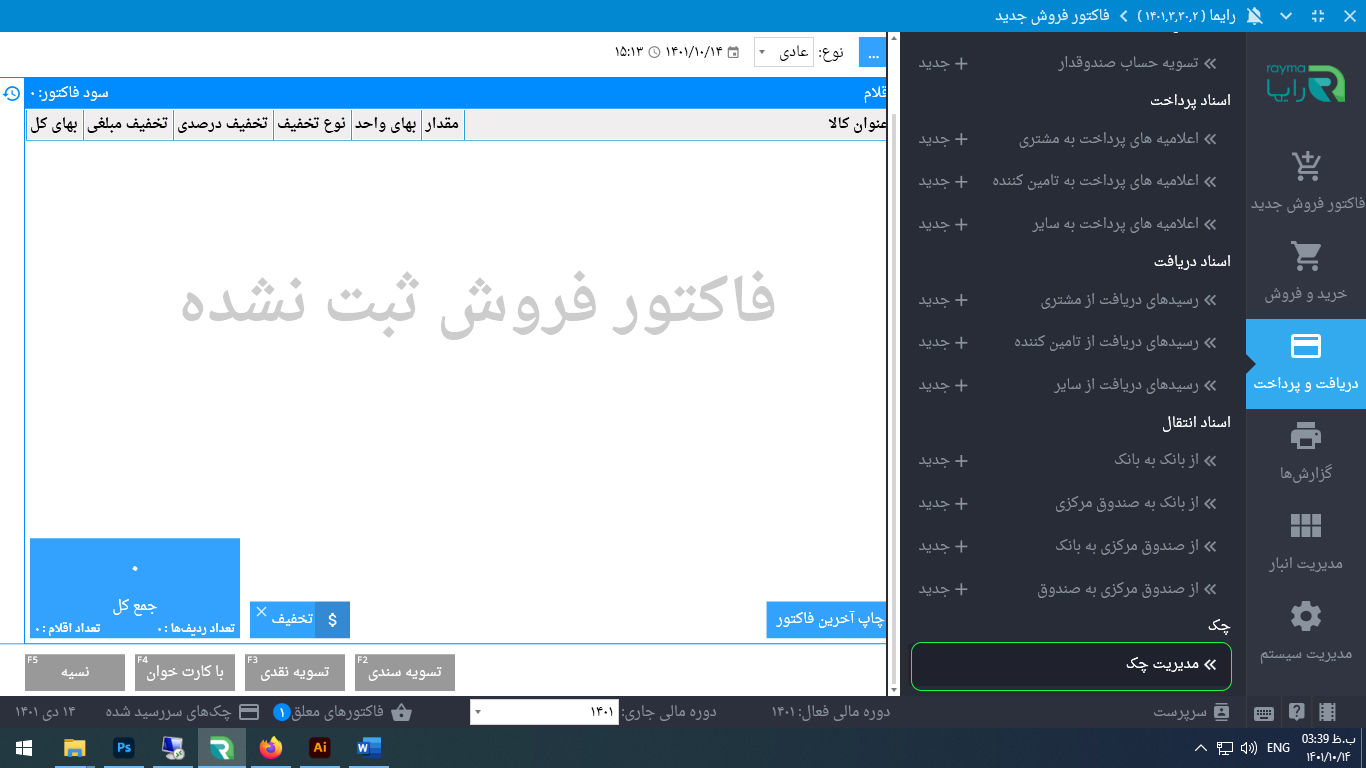 رایما ( ۱۴۰۱,۳,۳۰,۲ ) فاکتور فروش جدید
rayma
رایما
فاکتور فروش جدید
خرید و فروش
دریافت و پرداخت
گزارش‌ها
مدیریت انبار
مدیریت سیستم
تسویه حساب صندوقدار + جدید
اسناد پرداخت
اعلامیه های پرداخت به مشتری + جدید
اعلامیه های پرداخت به تامین کننده + جدید
اعلامیه های پرداخت به سایر + جدید
اسناد دریافت
رسیدهای دریافت از مشتری + جدید
رسیدهای دریافت از تامین کننده + جدید
رسیدهای دریافت از سایر + جدید
اسناد انتقال
از بانک به بانک + جدید
از بانک به صندوق مرکزی + جدید
از صندوق مرکزی به بانک + جدید
از صندوق مرکزی به صندوق + جدید
چک
مدیریت چک
... نوع: عادی ۱۴۰۱/۱۰/۱۴ ۱۵:۱۳
قلام سود فاکتور: ۰
عنوان کالا مقدار بهای واحد نوع تخفیف تخفیف درصدی تخفیف مبلغی بهای کل
فاکتور فروش ثبت نشده
چاپ آخرین فاکتور
$ تخفیف
۰
جمع کل
تعداد ردیف‌ها : ۰ تعداد اقلام : ۰
تسویه سندی F2
تسویه نقدی F3
با کارت خوان F4
نسیه F5
سرپرست دوره مالی فعال: ۱۴۰۱ دوره مالی جاری: ۱۴۰۱ فاکتورهای معلق ۱ چک‌های سررسید شده ۱۴ دی ۱۴۰۱
Ps Ai W ENG 03:39 ب.ظ
۱۴۰۱/۱۰/۱۴